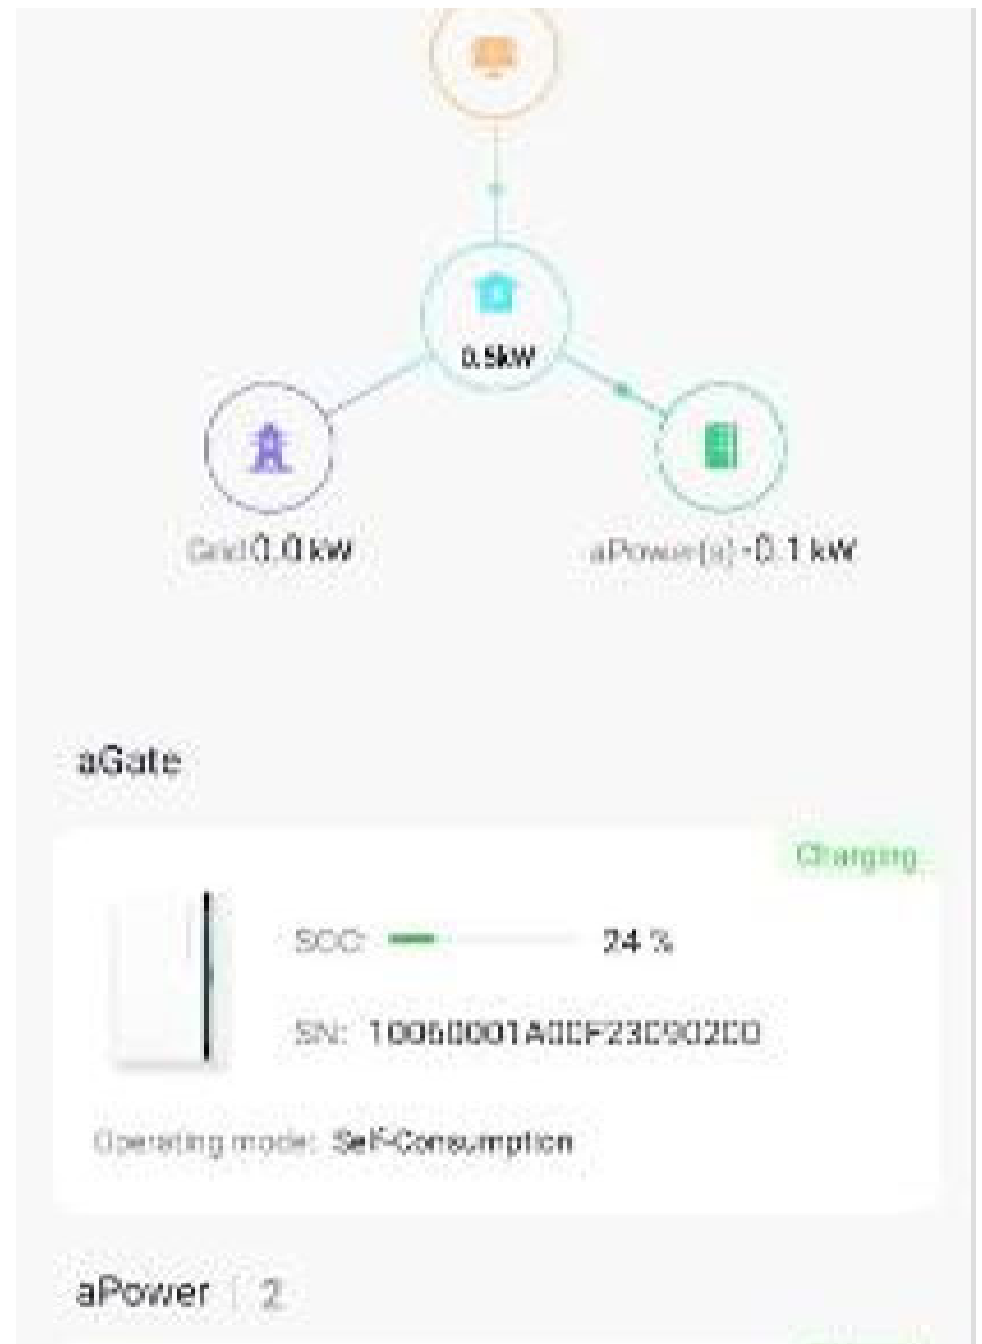 0.5kW
Grid 0.0 kW
aPower(s) -0.1 kW
aGate
Charging
SOC: 24 %
SN:
Operating mode: Self-Consumption
aPower | 2